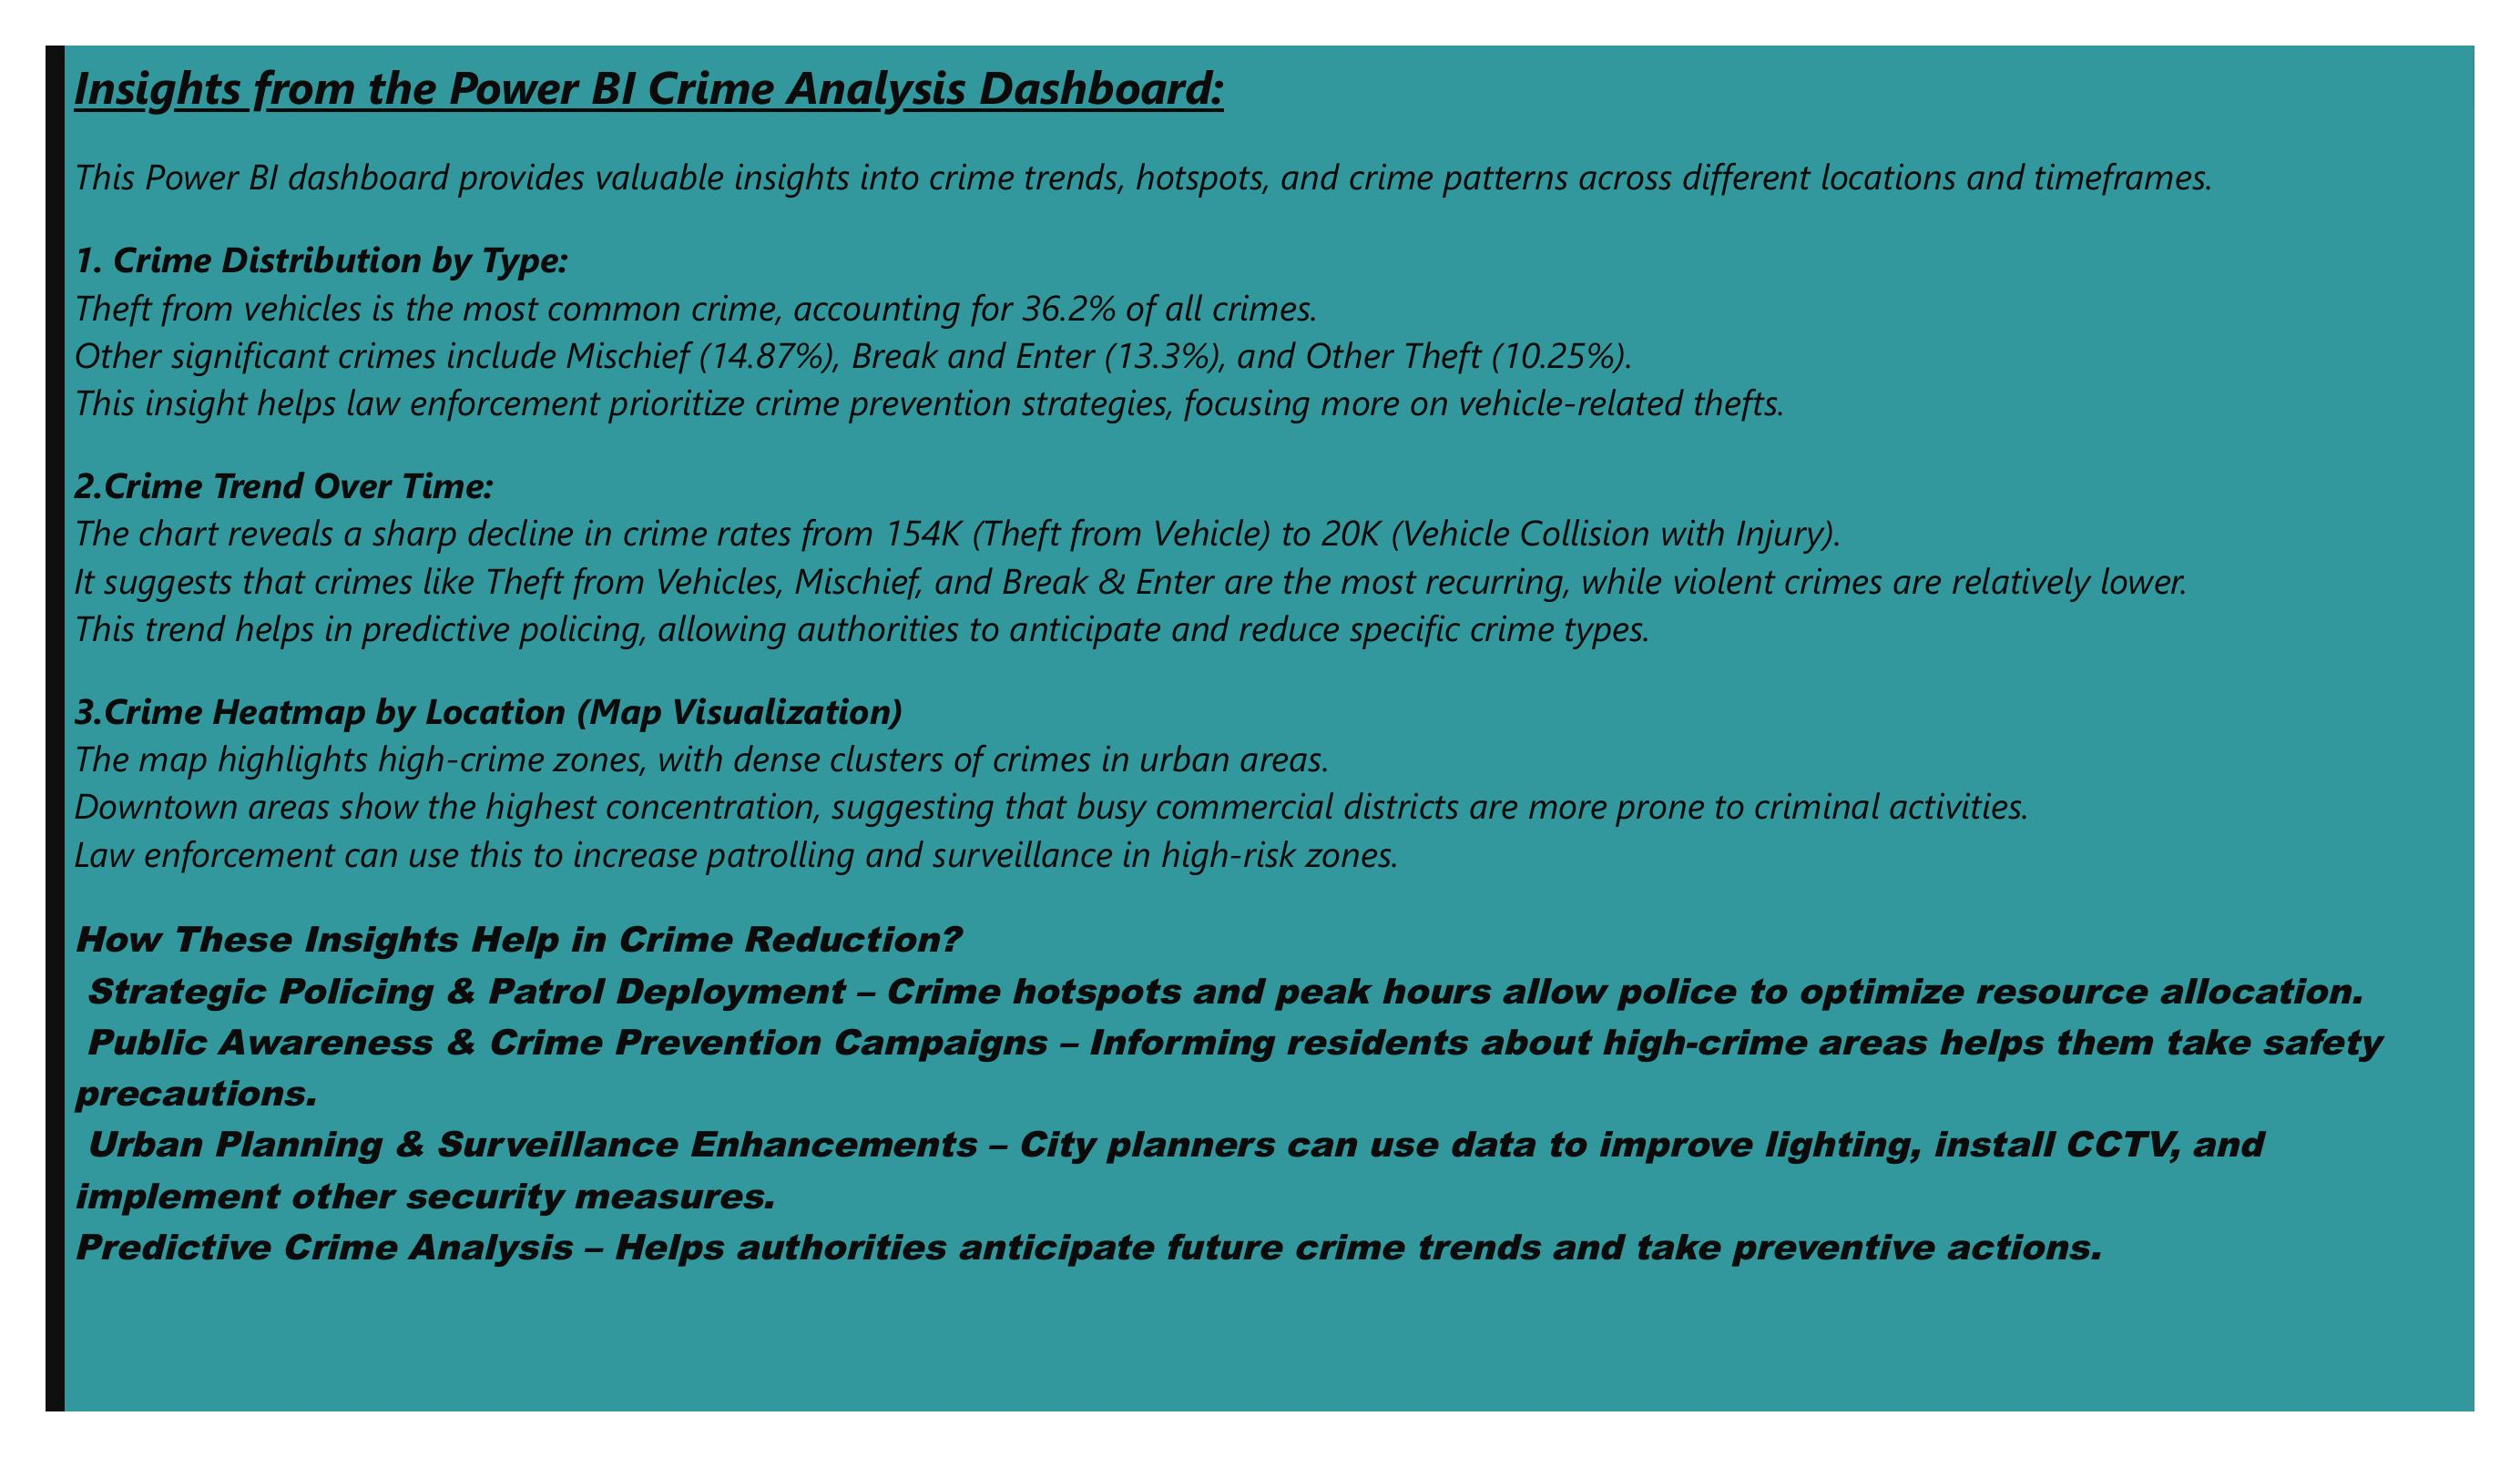 Insights from the Power BI Crime Analysis Dashboard:
This Power BI dashboard provides valuable insights into crime trends, hotspots, and crime patterns across different locations and timeframes.
1. Crime Distribution by Type:
Theft from vehicles is the most common crime, accounting for 36.2% of all crimes.
Other significant crimes include Mischief (14.87%), Break and Enter (13.3%), and Other Theft (10.25%).
This insight helps law enforcement prioritize crime prevention strategies, focusing more on vehicle-related thefts.
2.Crime Trend Over Time:
The chart reveals a sharp decline in crime rates from 154K (Theft from Vehicle) to 20K (Vehicle Collision with Injury).
It suggests that crimes like Theft from Vehicles, Mischief, and Break & Enter are the most recurring, while violent crimes are relatively lower.
This trend helps in predictive policing, allowing authorities to anticipate and reduce specific crime types.
3.Crime Heatmap by Location (Map Visualization)
The map highlights high-crime zones, with dense clusters of crimes in urban areas.
Downtown areas show the highest concentration, suggesting that busy commercial districts are more prone to criminal activities.
Law enforcement can use this to increase patrolling and surveillance in high-risk zones.
How These Insights Help in Crime Reduction?
Strategic Policing & Patrol Deployment – Crime hotspots and peak hours allow police to optimize resource allocation.
Public Awareness & Crime Prevention Campaigns – Informing residents about high-crime areas helps them take safety
precautions.
Urban Planning & Surveillance Enhancements – City planners can use data to improve lighting, install CCTV, and
implement other security measures.
Predictive Crime Analysis – Helps authorities anticipate future crime trends and take preventive actions.